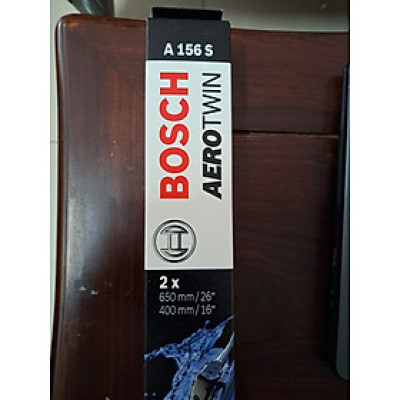 A 156 S
BOSCH
AEROTWIN
2 x
650 mm/26"
400 mm/16"